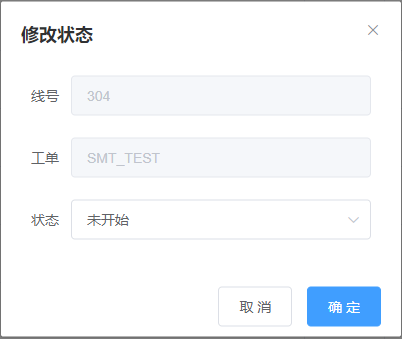 修改状态
线号 304
工单 SMT_TEST
状态 未开始
取 消 确 定